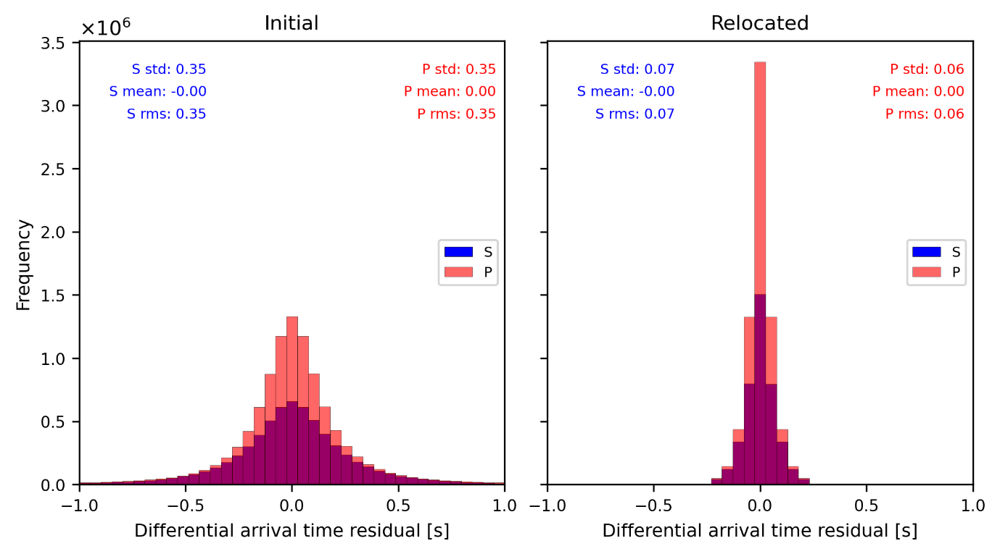 Initial
×10⁶
S std: 0.35
S mean: -0.00
S rms: 0.35
P std: 0.35
P mean: 0.00
P rms: 0.35
S
P
3.5
3.0
2.5
2.0
1.5
1.0
0.5
0.0
Frequency
−1.0
−0.5
0.0
0.5
1.0
Differential arrival time residual [s]
Relocated
S std: 0.07
S mean: -0.00
S rms: 0.07
P std: 0.06
P mean: 0.00
P rms: 0.06
S
P
−1.0
−0.5
0.0
0.5
1.0
Differential arrival time residual [s]